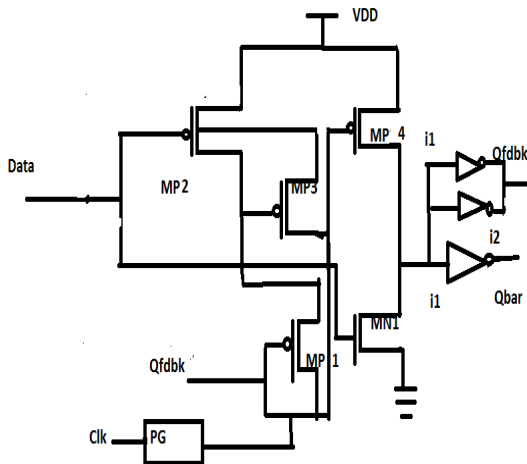 VDD
MP 4
i1
Qfdbk
Data
MP2
MP3
i2
i1
Qbar
MN1
MP 1
Qfdbk
Clk
PG